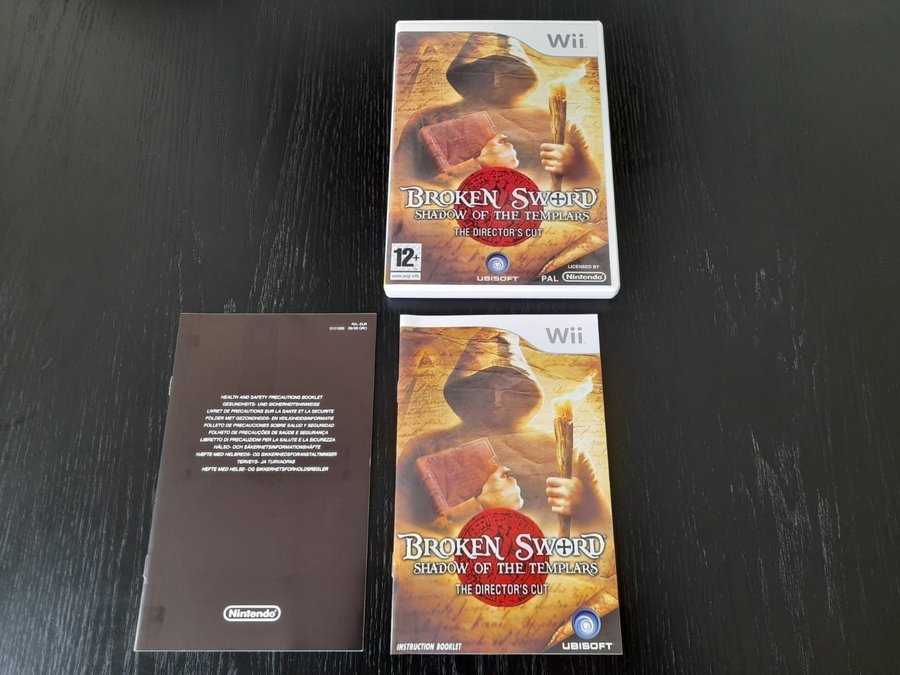 Wii
BROKEN SWORD
SHADOW OF THE TEMPLARS
THE DIRECTOR'S CUT
12+
www.pegi.info
UBISOFT
PAL
LICENSED BY
Nintendo
HEALTH AND SAFETY PRECAUTIONS BOOKLET
GESUNDHEITS- UND SICHERHEITSHINWEISE
LIVRET DE PRECAUTIONS SUR LA SANTE ET LA SECURITE
FOLDER MET GEZONDHEIDS- EN VEILIGHEIDSINFORMATIE
FOLLETO DE PRECAUCIONES SOBRE SALUD Y SEGURIDAD
FOLHETO DE PRECAUÇÕES DE SAÚDE E SEGURANÇA
LIBRETTO DI PRECAUZIONI PER LA SALUTE E LA SICUREZZA
HÄLSO- OCH SÄKERHETSINFORMATIONSHÄFTE
HÆFTE MED HELBREDS- OG SIKKERHEDSFORANSTALTNINGER
TERVEYS- JA TURVAOPAS
HEFTE MED HELSE- OG SIKKERHETSFORHOLDSREGLER
Nintendo
Wii
BROKEN SWORD
SHADOW OF THE TEMPLARS
THE DIRECTOR'S CUT
INSTRUCTION BOOKLET
UBISOFT